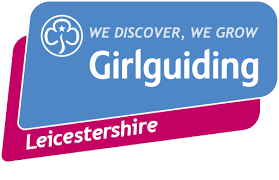 WE DISCOVER, WE GROW
Girlguiding
Leicestershire